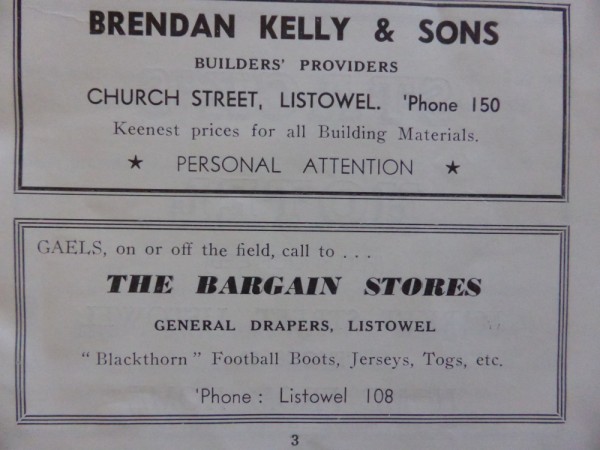 BRENDAN KELLY & SONS
BUILDERS' PROVIDERS
CHURCH STREET, LISTOWEL. 'Phone 150
Keenest prices for all Building Materials.
★ PERSONAL ATTENTION ★
GAELS, on or off the field, call to . . .
THE BARGAIN STORES
GENERAL DRAPERS, LISTOWEL
"Blackthorn" Football Boots, Jerseys, Togs, etc.
'Phone : Listowel 108
3